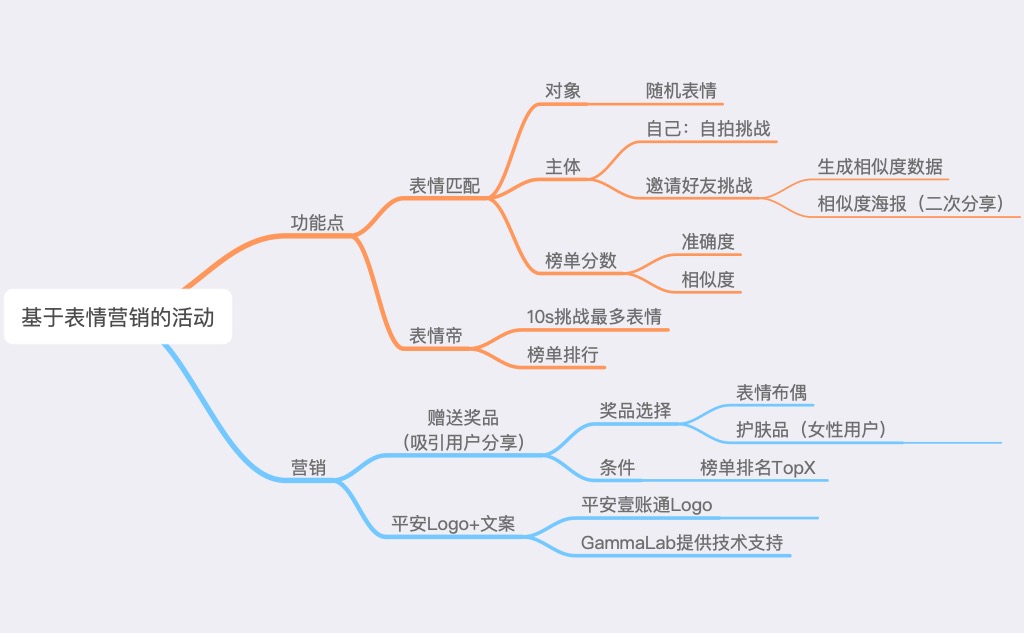 基于表情营销的活动
功能点
表情匹配
对象
随机表情
主体
自己：自拍挑战
邀请好友挑战
生成相似度数据
相似度海报（二次分享）
榜单分数
准确度
相似度
表情帝
10s挑战最多表情
榜单排行
营销
赠送奖品
（吸引用户分享）
奖品选择
表情布偶
护肤品（女性用户）
条件
榜单排名TopX
平安Logo+文案
平安壹账通Logo
GammaLab提供技术支持